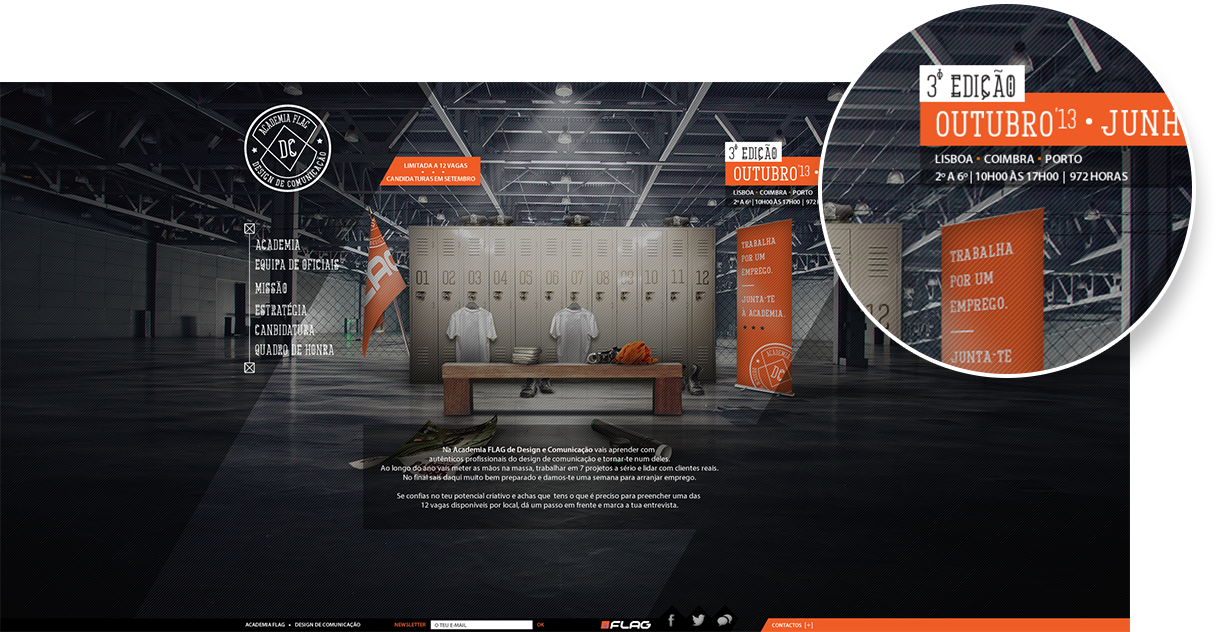 ACADEMIA FLAG
DC
DESIGN DE COMUNICAÇÃO
LIMITADA A 12 VAGAS
CANDIDATURAS EM SETEMBRO
3ª EDIÇÃO
OUTUBRO'13 •
LISBOA • COIMBRA • PORTO
2ª A 6ª | 10H00 ÀS 17H00 | 972
3ª EDIÇÃO
OUTUBRO'13 • JUNH
LISBOA • COIMBRA • PORTO
2ª A 6ª | 10H00 ÀS 17H00 | 972 HORAS
ACADEMIA
EQUIPA DE OFICIAIS
MISSÃO
ESTRATÉGIA
CANDIDATURA
QUADRO DE HONRA
01 02 03 04 05 06 07 08 09 10 11 12
TRABALHA
POR UM
EMPREGO.
JUNTA-TE
À ACADEMIA.
DC
12
TRABALHA
POR UM
EMPREGO.
JUNTA-TE
Na Academia FLAG de Design e Comunicação vais aprender com
autênticos profissionais do design de comunicação e tornar-te num deles.
Ao longo do ano vais meter as mãos na massa, trabalhar em 7 projetos a sério e lidar com clientes reais.
No final sais daqui muito bem preparado e damos-te uma semana para arranjar emprego.
Se confias no teu potencial criativo e achas que tens o que é preciso para preencher uma das
12 vagas disponíveis por local, dá um passo em frente e marca a tua entrevista.
ACADEMIA FLAG • DESIGN DE COMUNICAÇÃO
NEWSLETTER
O TEU E-MAIL
OK
FLAG
CONTACTOS [+]